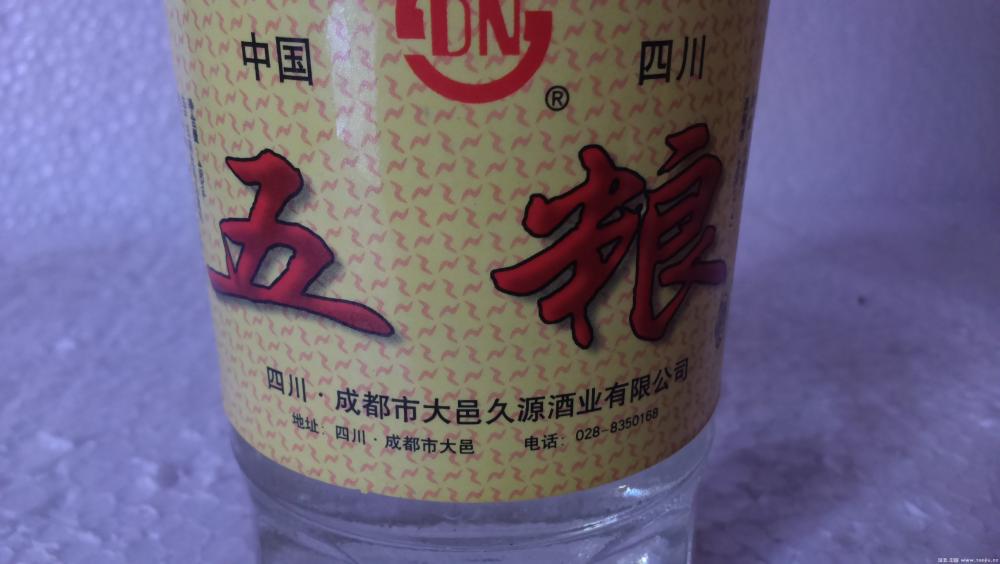 DN
®
中国 四川
五粮
四川·成都市大邑久源酒业有限公司
地址：四川·成都市大邑 电话：028-8350168